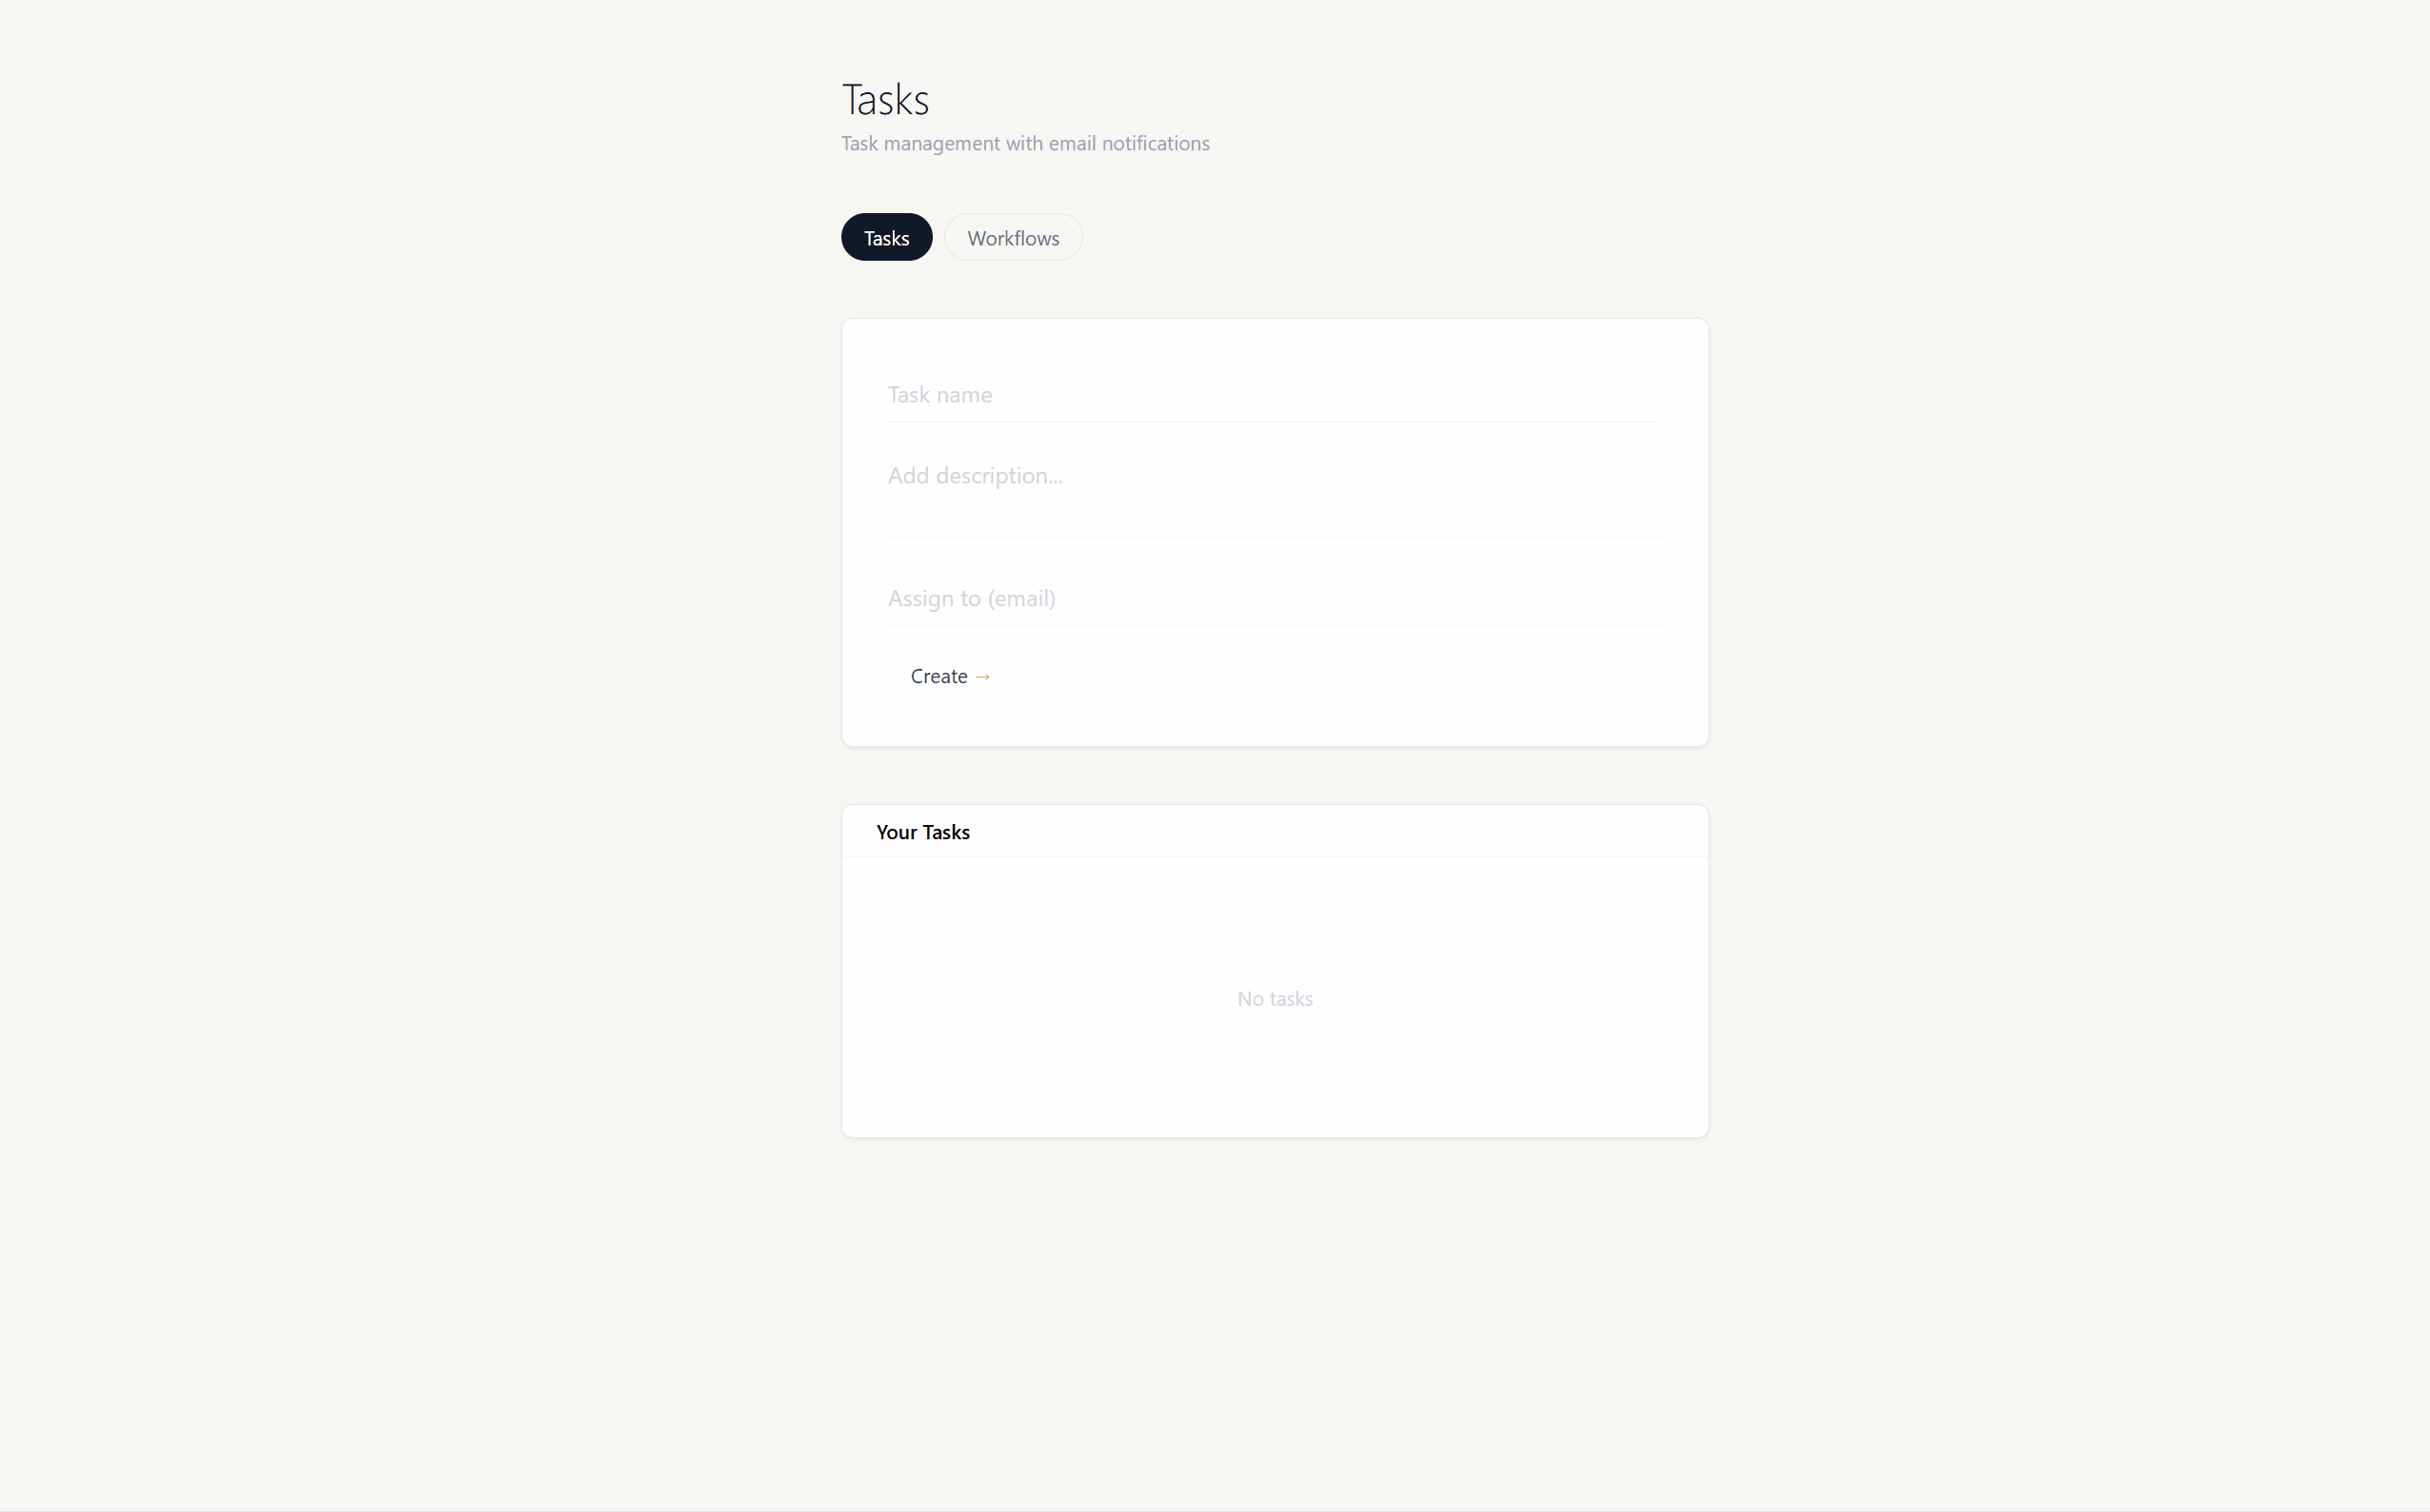 Tasks
Task management with email notifications
Tasks
Workflows
Task name
Add description...
Assign to (email)
Create →
Your Tasks
No tasks